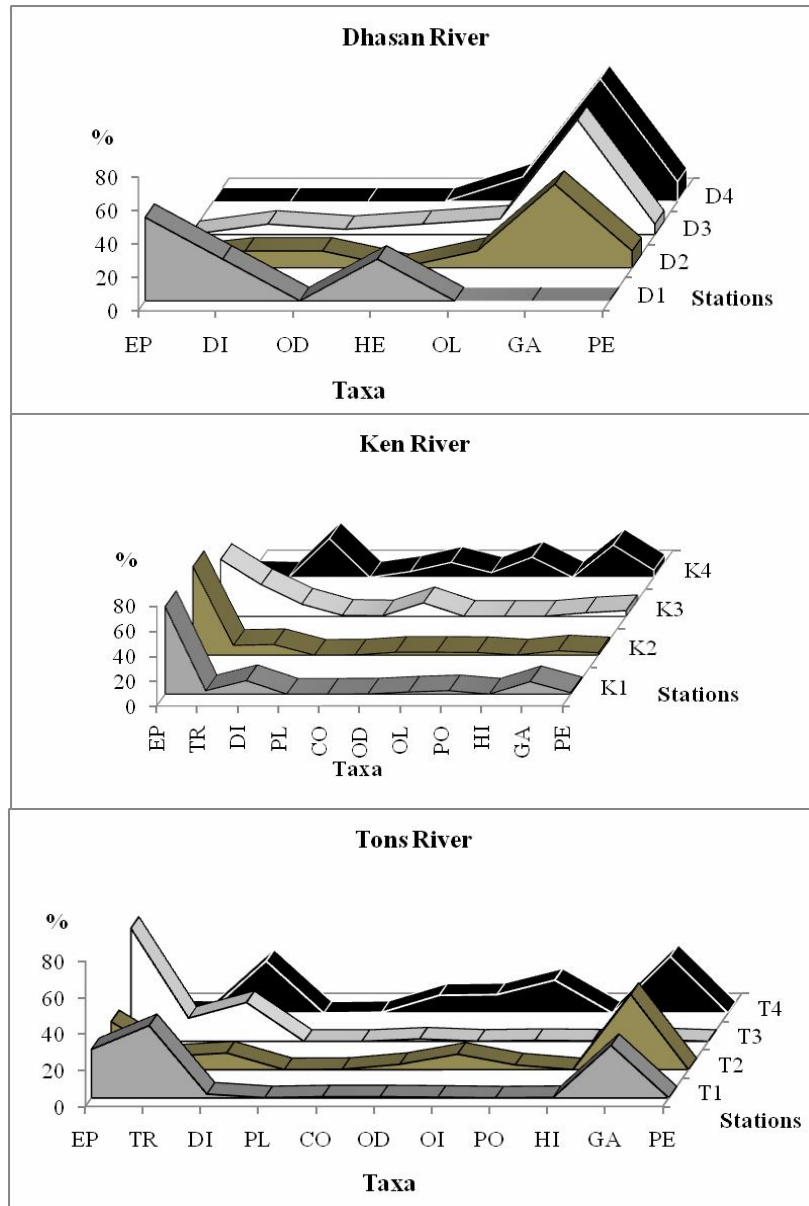 Dhasan River
%
80
60
40
20
0
EP DI OD HE OL GA PE
D4
D3
D2
D1
Stations
Taxa
Ken River
%
80
60
40
20
0
EP TR DI PL CO OD OL PO HI GA PE
K4
K3
K2
K1
Stations
Taxa
Tons River
%
80
60
40
20
0
EP TR DI PL CO OD OI PO HI GA PE
T4
T3
T2
T1
Stations
Taxa